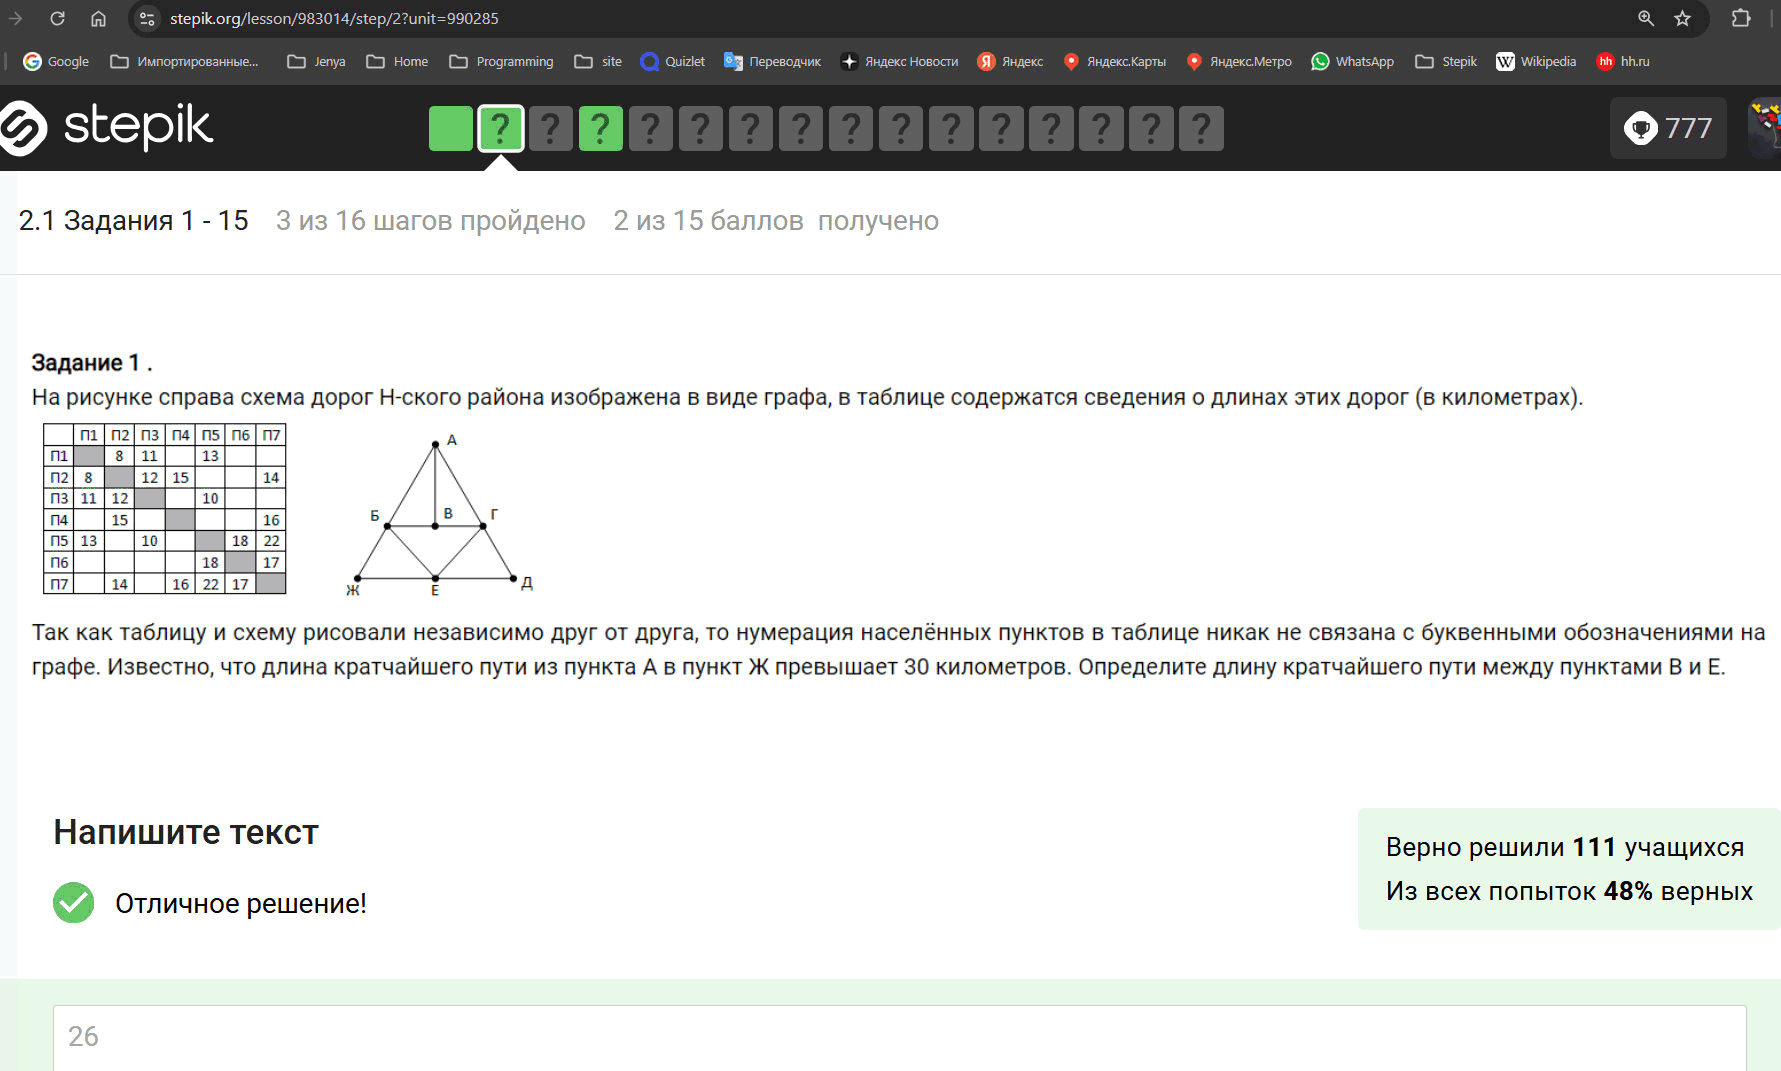 stepik.org/lesson/983014/step/2?unit=990285
Google Импортированные... Jenya Home Programming site Quizlet Переводчик Яндекс Новости Яндекс Яндекс.Карты Яндекс.Метро WhatsApp Stepik Wikipedia hh.ru
stepik ? ? ? ? ? ? ? ? ? ? ? ? ? ? ? 777
2.1 Задания 1 - 15 3 из 16 шагов пройдено 2 из 15 баллов получено
Задание 1 .
На рисунке справа схема дорог Н-ского района изображена в виде графа, в таблице содержатся сведения о длинах этих дорог (в километрах).
П1 П2 П3 П4 П5 П6 П7
П1 8 11 13
П2 8 12 15 14
П3 11 12 10
П4 15 16
П5 13 10 18 22
П6 18 17
П7 14 16 22 17
А
Б В Г
Ж Е Д
Так как таблицу и схему рисовали независимо друг от друга, то нумерация населённых пунктов в таблице никак не связана с буквенными обозначениями на
графе. Известно, что длина кратчайшего пути из пункта А в пункт Ж превышает 30 километров. Определите длину кратчайшего пути между пунктами В и Е.
Напишите текст
Отличное решение!
Верно решили 111 учащихся
Из всех попыток 48% верных
26